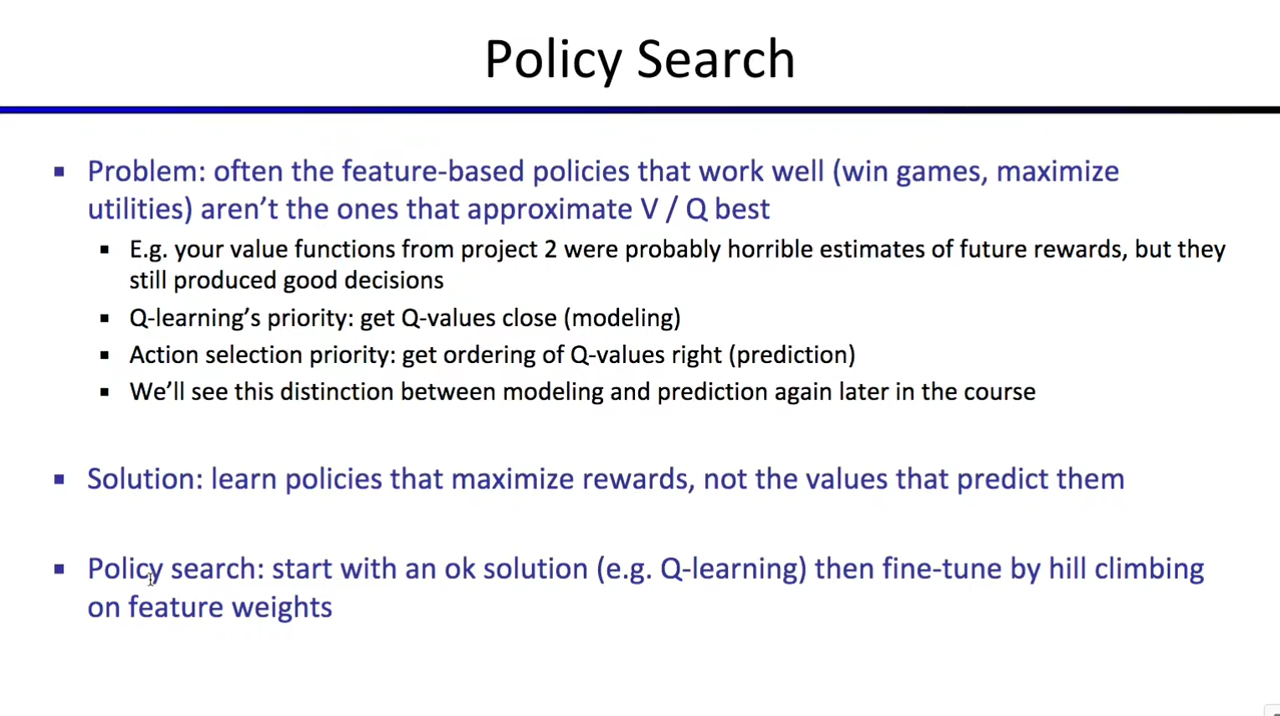 Policy Search
▪ Problem: often the feature-based policies that work well (win games, maximize
utilities) aren’t the ones that approximate V / Q best
▪ E.g. your value functions from project 2 were probably horrible estimates of future rewards, but they
still produced good decisions
▪ Q-learning’s priority: get Q-values close (modeling)
▪ Action selection priority: get ordering of Q-values right (prediction)
▪ We’ll see this distinction between modeling and prediction again later in the course
▪ Solution: learn policies that maximize rewards, not the values that predict them
▪ Policy search: start with an ok solution (e.g. Q-learning) then fine-tune by hill climbing
on feature weights